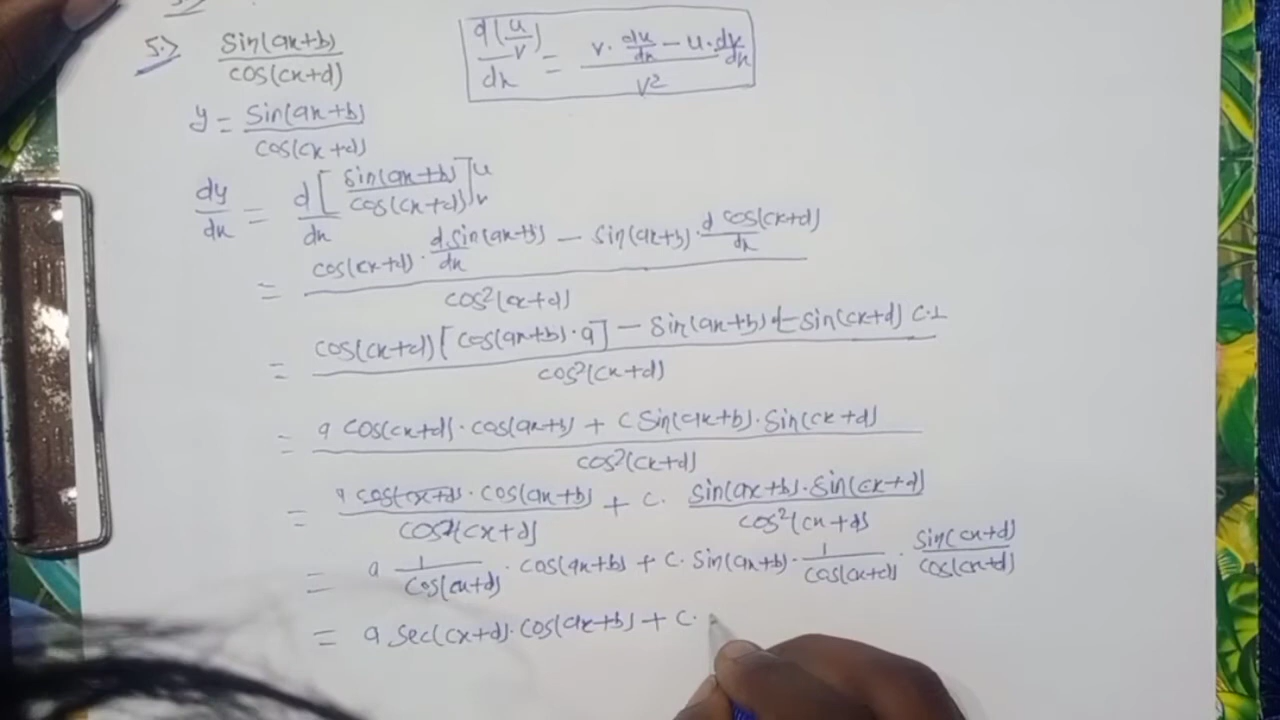 5.> sin(ax+b)/cos(cx+d)
d(u/v)/dx = (v. du/dx - u. dv/dx)/v²
y = sin(ax+b)/cos(cx+d)
dy/dx = d/dx [sin(ax+b)/cos(cx+d)] u v
= (cos(cx+d). d sin(ax+b)/dx - sin(ax+b). d cos(cx+d)/dx)/cos²(cx+d)
= (cos(cx+d)[cos(ax+b).a] - sin(ax+b).{-sin(cx+d) c.1)/cos²(cx+d)
= (a cos(cx+d). cos(ax+b) + c sin(ax+b). sin(cx+d))/cos²(cx+d)
= a cos(cx+d). cos(ax+b)/cos²(cx+d) + c. sin(ax+b). sin(cx+d)/cos²(cx+d)
= a 1/cos(cx+d). cos(ax+b) + c. sin(ax+b). 1/cos(cx+d). sin(cx+d)/cos(cx+d)
= a sec(cx+d). cos(ax+b) + c.